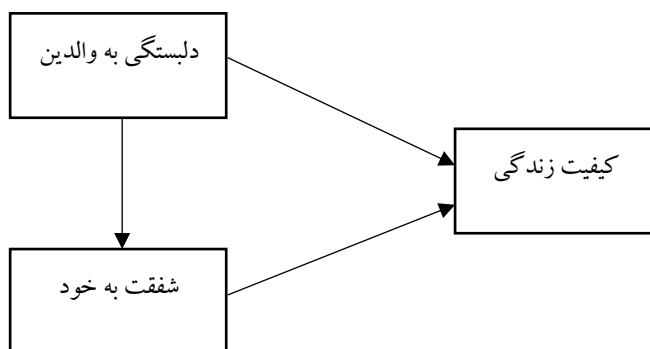 دلبستگی به والدین
کیفیت زندگی
شفقت به خود